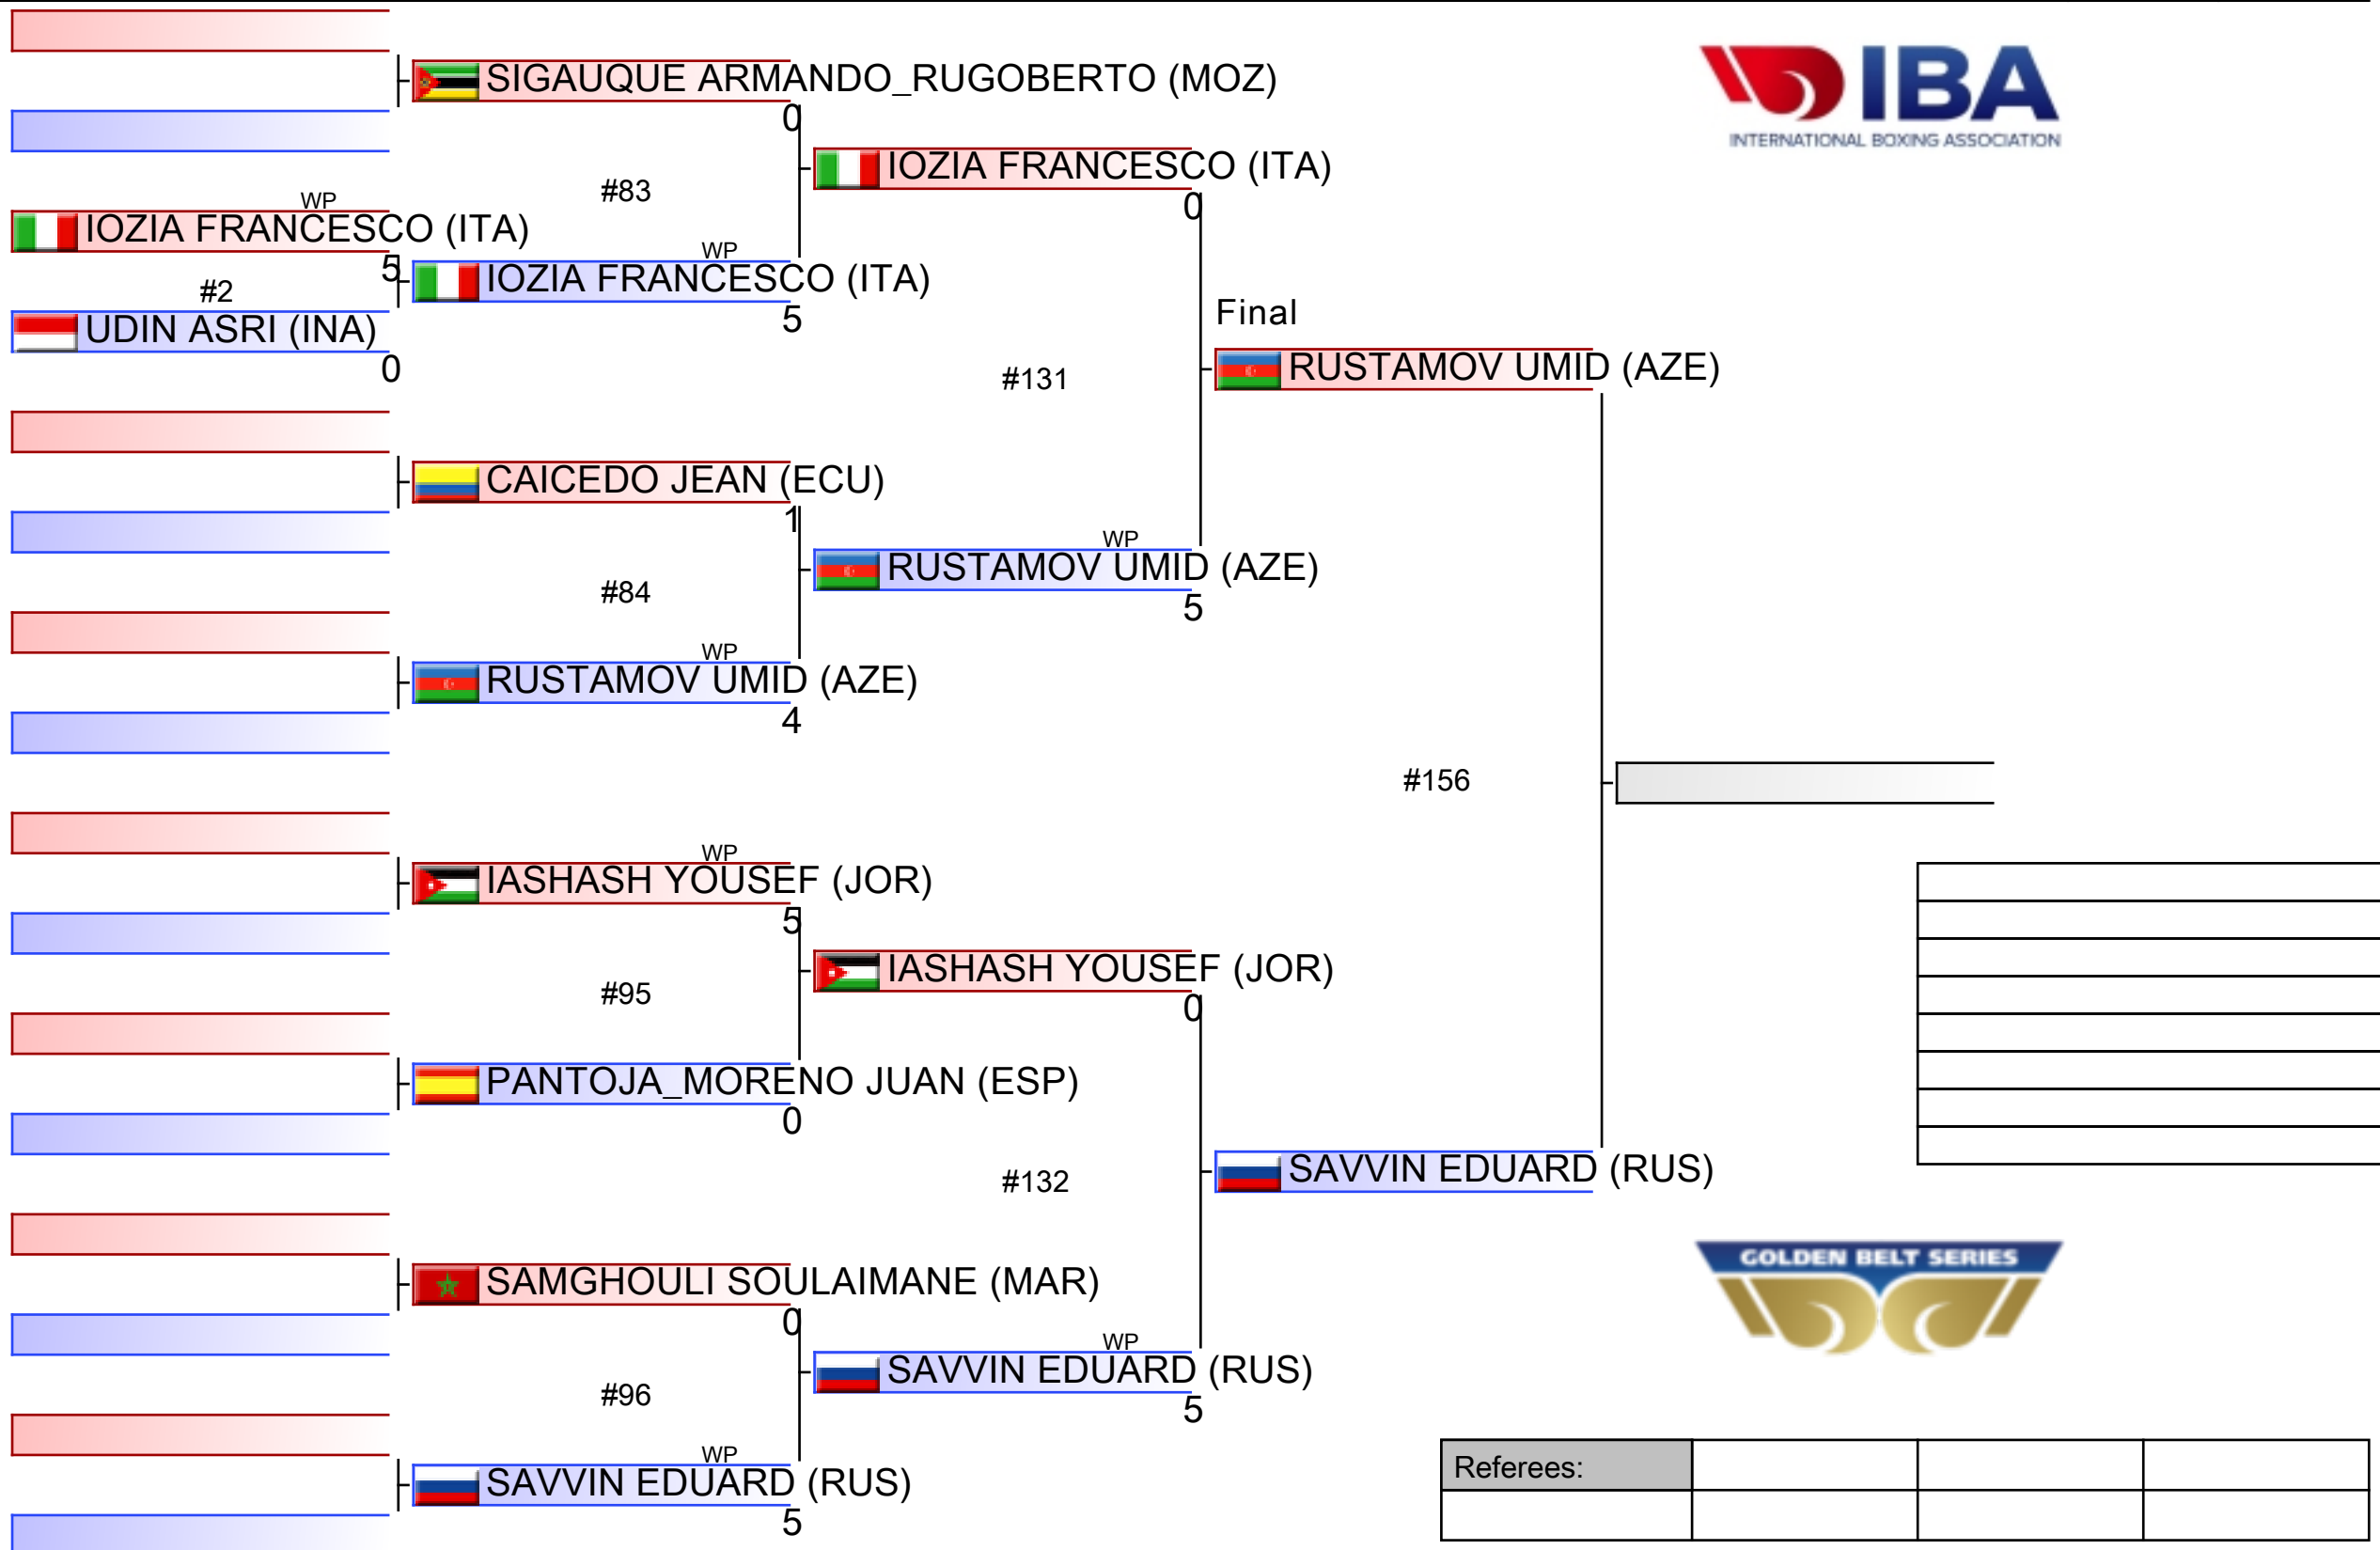 IBA
INTERNATIONAL BOXING ASSOCIATION
SIGAUQUE ARMANDO_RUGOBERTO (MOZ)
0
IOZIA FRANCESCO (ITA)
0
#83
WP
IOZIA FRANCESCO (ITA)
5
#2
UDIN ASRI (INA)
0
WP
IOZIA FRANCESCO (ITA)
5
Final
RUSTAMOV UMID (AZE)
#131
CAICEDO JEAN (ECU)
1
WP
RUSTAMOV UMID (AZE)
5
#84
WP
RUSTAMOV UMID (AZE)
4
#156
WP
IASHASH YOUSEF (JOR)
5
IASHASH YOUSEF (JOR)
0
#95
PANTOJA_MORENO JUAN (ESP)
0
#132
SAVVIN EDUARD (RUS)
SAMGHOULI SOULAIMANE (MAR)
0
WP
SAVVIN EDUARD (RUS)
5
#96
WP
SAVVIN EDUARD (RUS)
5
GOLDEN BELT SERIES
Referees: